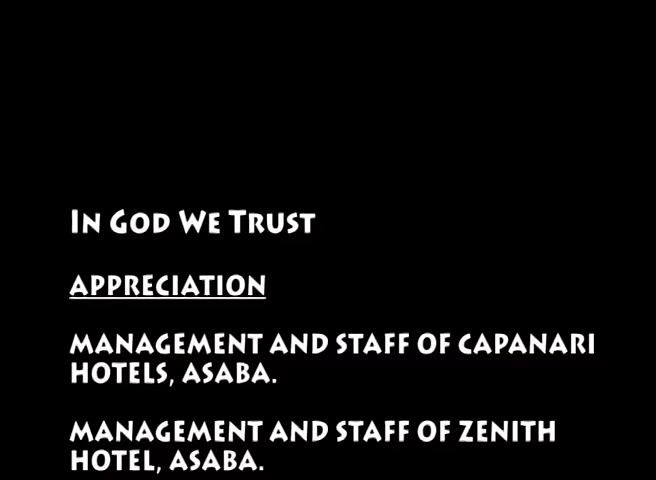 In God We Trust
APPRECIATION
MANAGEMENT AND STAFF OF CAPANARI
HOTELS, ASABA.
MANAGEMENT AND STAFF OF ZENITH
HOTEL, ASABA.